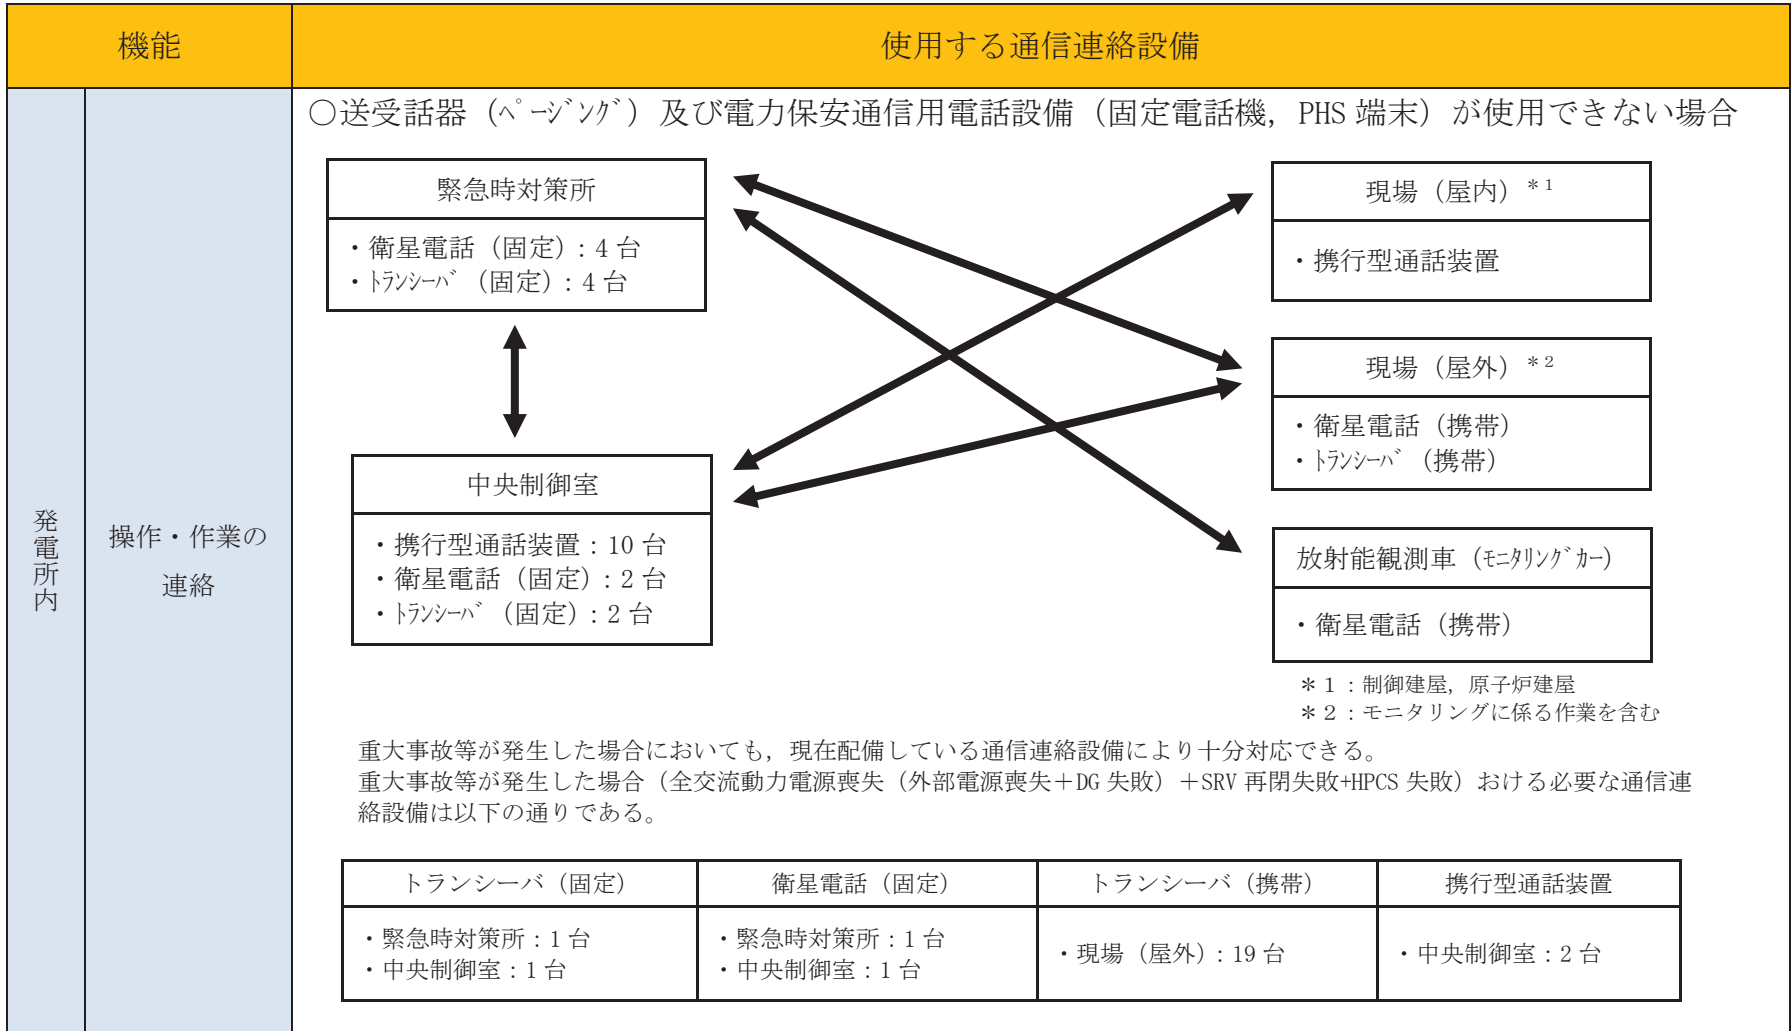 機能
使用する通信連絡設備
発電所内
操作・作業の
連絡
○送受話器（ﾍﾟｰｼﾞﾝｸﾞ）及び電力保安通信用電話設備（固定電話機，PHS 端末）が使用できない場合
緊急時対策所
・衛星電話（固定）：4 台
・ﾄﾗﾝｼｰﾊﾞ（固定）：4 台
中央制御室
・携行型通話装置：10 台
・衛星電話（固定）：2 台
・ﾄﾗﾝｼｰﾊﾞ（固定）：2 台
現場（屋内）＊1
・携行型通話装置
現場（屋外）＊2
・衛星電話（携帯）
・ﾄﾗﾝｼｰﾊﾞ（携帯）
放射能観測車（ﾓﾆﾀﾘﾝｸﾞｶｰ）
・衛星電話（携帯）
＊1：制御建屋，原子炉建屋
＊2：モニタリングに係る作業を含む
重大事故等が発生した場合においても，現在配備している通信連絡設備により十分対応できる。
重大事故等が発生した場合（全交流動力電源喪失（外部電源喪失＋DG 失敗）＋SRV 再閉失敗+HPCS 失敗）おける必要な通信連
絡設備は以下の通りである。
トランシーバ（固定）
衛星電話（固定）
トランシーバ（携帯）
携行型通話装置
・緊急時対策所：1 台
・中央制御室：1 台
・緊急時対策所：1 台
・中央制御室：1 台
・現場（屋外）：19 台
・中央制御室：2 台